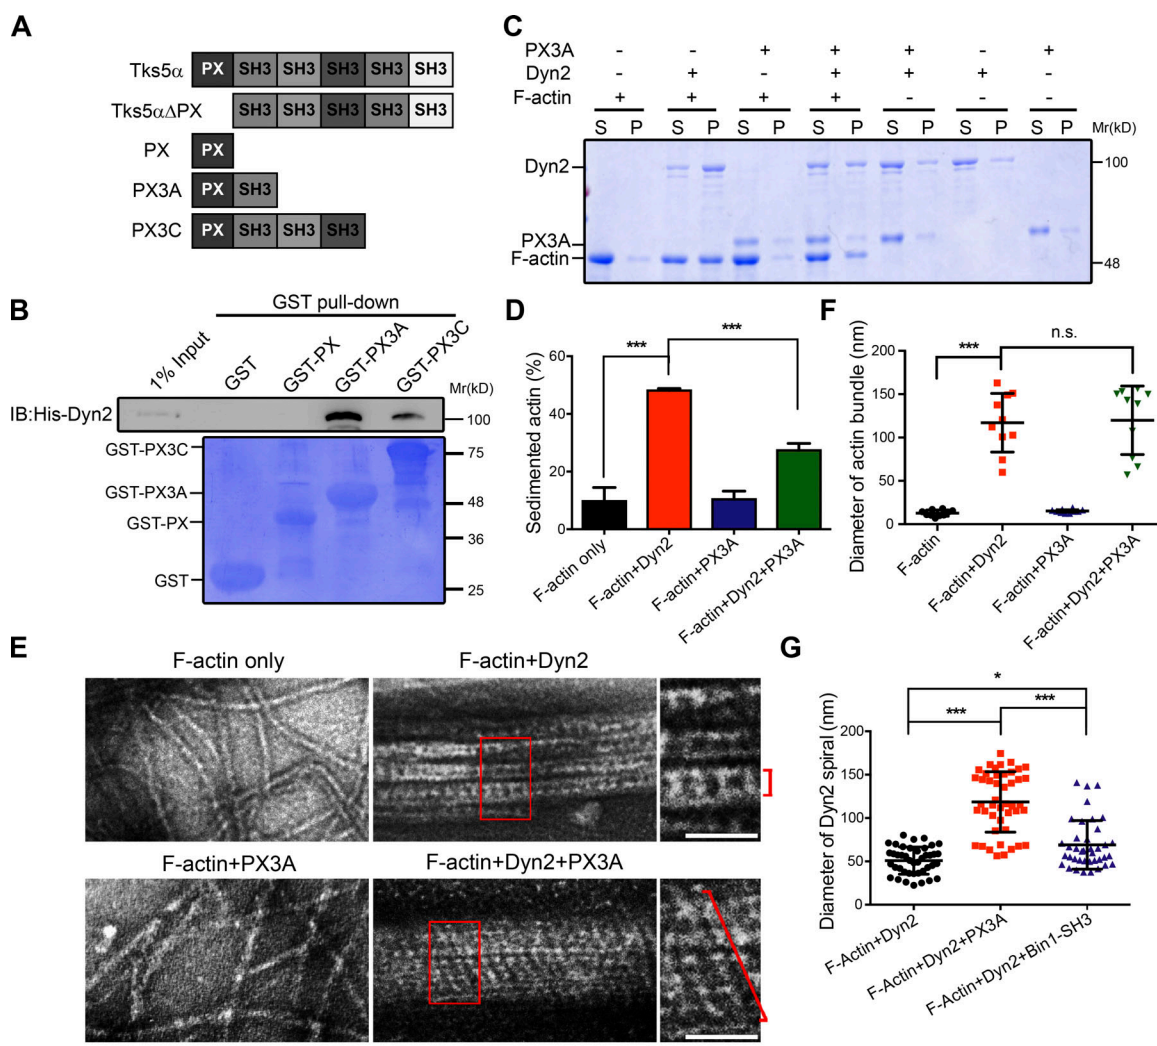 A
Tks5α PX SH3 SH3 SH3 SH3 SH3
Tks5αΔPX SH3 SH3 SH3 SH3 SH3
PX PX
PX3A PX SH3
PX3C PX SH3 SH3 SH3
B
GST pull-down
1% Input GST GST-PX GST-PX3A GST-PX3C
Mr(kD)
IB:His-Dyn2
100
GST-PX3C
75
GST-PX3A
48
GST-PX
36
GST
25
C
PX3A - - + + + - +
Dyn2 - + - + + + -
F-actin + + + + - - -
S P S P S P S P S P S P S P Mr(kD)
Dyn2
100
PX3A
F-actin
48
D
Sedimented actin (%)
60
40
20
0
***
***
F-actin only
F-actin+Dyn2
F-actin+PX3A
F-actin+Dyn2+PX3A
F
Diameter of actin bundle (nm)
200
150
100
50
0
***
n.s.
F-actin
F-actin+Dyn2
F-actin+PX3A
F-actin+Dyn2+PX3A
E
F-actin only
F-actin+Dyn2
F-actin+PX3A
F-actin+Dyn2+PX3A
G
Diameter of Dyn2 spiral (nm)
200
150
100
50
0
*
***
***
F-Actin+Dyn2
F-Actin+Dyn2+PX3A
F-Actin+Dyn2+Bin1-SH3